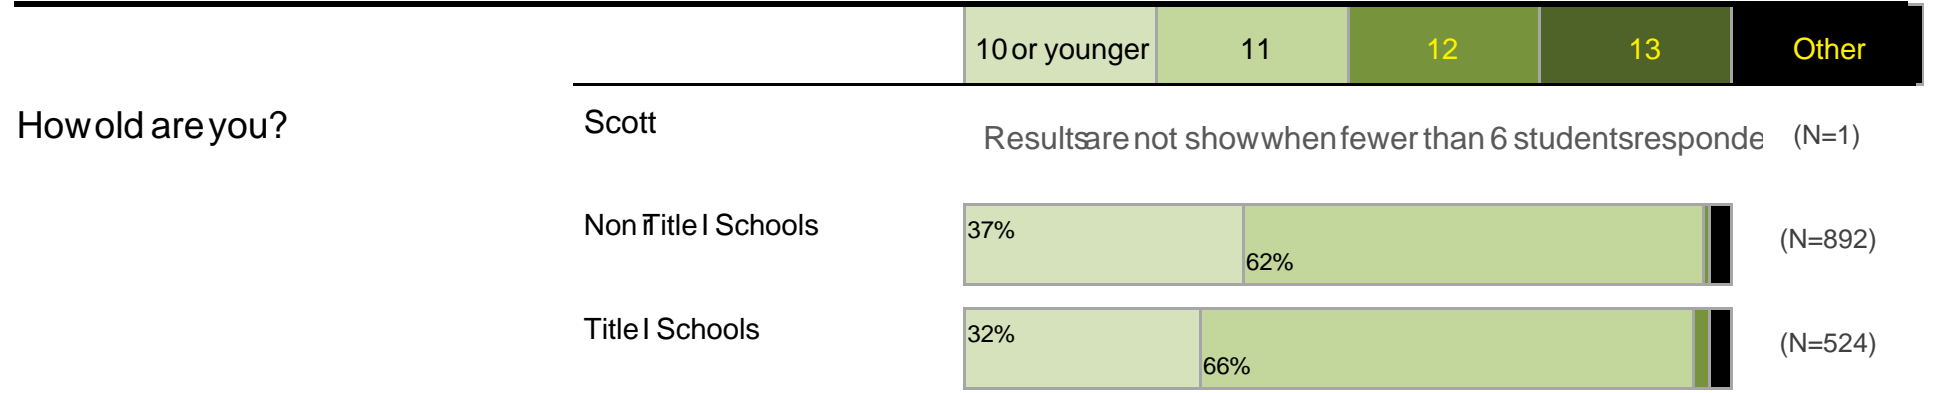 10 or younger 11 12 13 Other
How old are you? Scott Results are not show when fewer than 6 students responde (N=1)
Non Title I Schools 37% 62% (N=892)
Title I Schools 32% 66% (N=524)